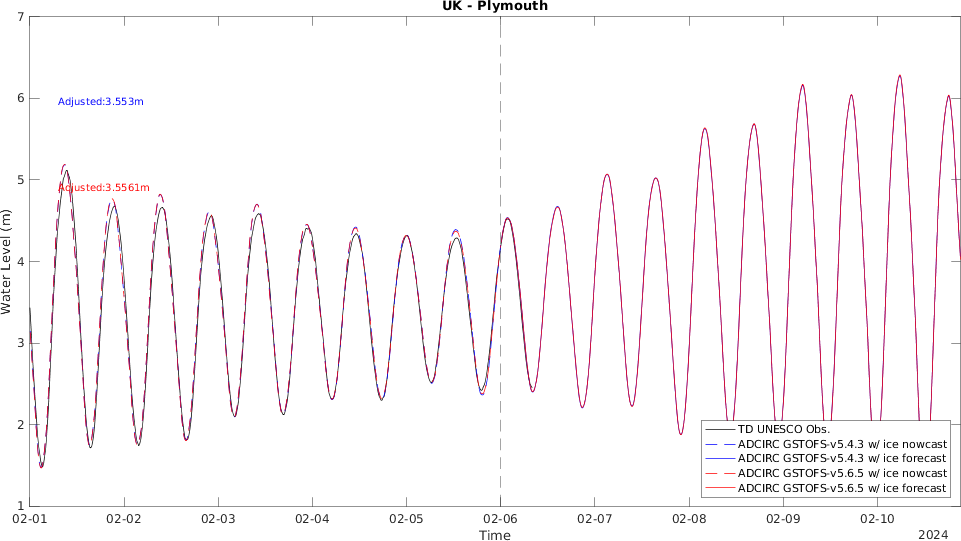 UK - Plymouth
7
6
5
4
3
2
1
Water Level (m)
Adjusted:3.553m
Adjusted:3.5561m
TD UNESCO Obs.
ADCIRC GSTOFS-v5.4.3 w/ ice nowcast
ADCIRC GSTOFS-v5.4.3 w/ ice forecast
ADCIRC GSTOFS-v5.6.5 w/ ice nowcast
ADCIRC GSTOFS-v5.6.5 w/ ice forecast
02-01 02-02 02-03 02-04 02-05 02-06 02-07 02-08 02-09 02-10
Time
2024